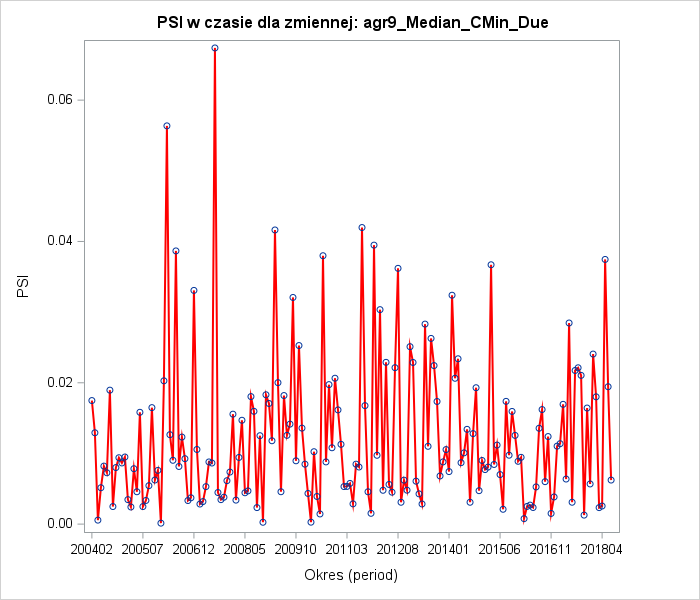 PSI w czasie dla zmiennej: agr9_Median_CMin_Due
0.06
0.04
0.02
0.00
PSI
200402 200507 200612 200805 200910 201103 201208 201401 201506 201611 201804
Okres (period)